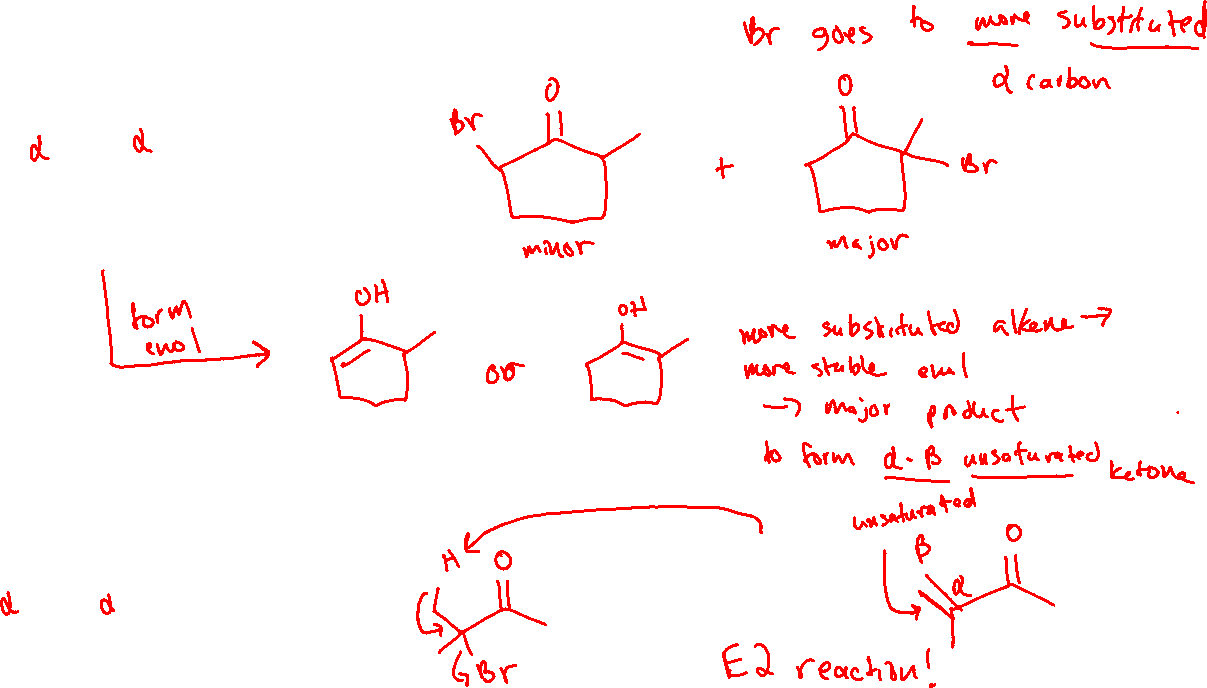 Br goes to more substituted
α carbon
O
O
Br
α α
+
Br
minor
major
form
enol
OH
OH
or
more substituted alkene →
more stable enol
→ major product
to form α-β unsaturated ketone
unsaturated
H
O
β
O
α
α α
Br
E2 reaction!